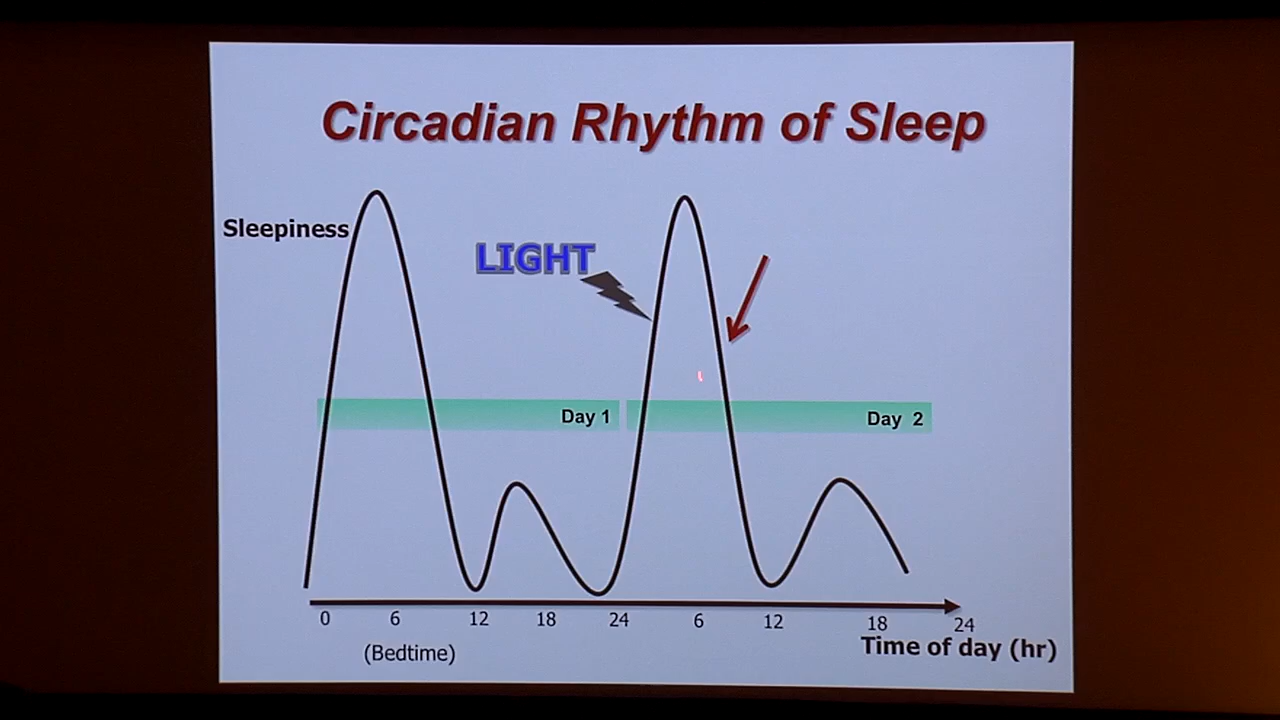 Circadian Rhythm of Sleep
Sleepiness
LIGHT
Day 1
Day 2
0 6 12 18 24 6 12 18 24
(Bedtime)
Time of day (hr)